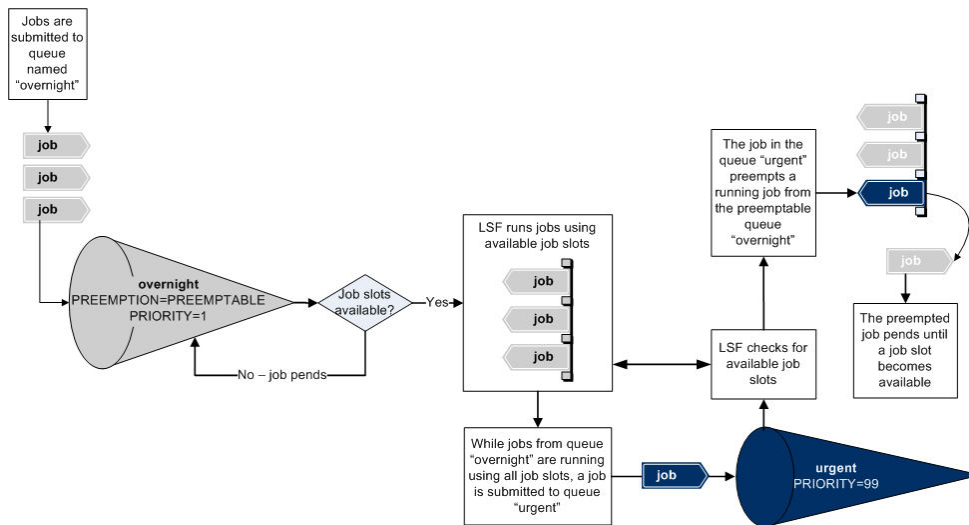 Jobs are
submitted to
queue
named
“overnight”
job
job
job
overnight
PREEMPTION=PREEMPTABLE
PRIORITY=1
Job slots
available?
Yes
No – job pends
LSF runs jobs using
available job slots
job
job
job
While jobs from queue
“overnight” are running
using all job slots, a job
is submitted to queue
“urgent”
job
urgent
PRIORITY=99
LSF checks for
available job
slots
The job in the
queue “urgent”
preempts a
running job from
the preemptable
queue
“overnight”
job
job
job
job
The preempted
job pends until
a job slot
becomes
available